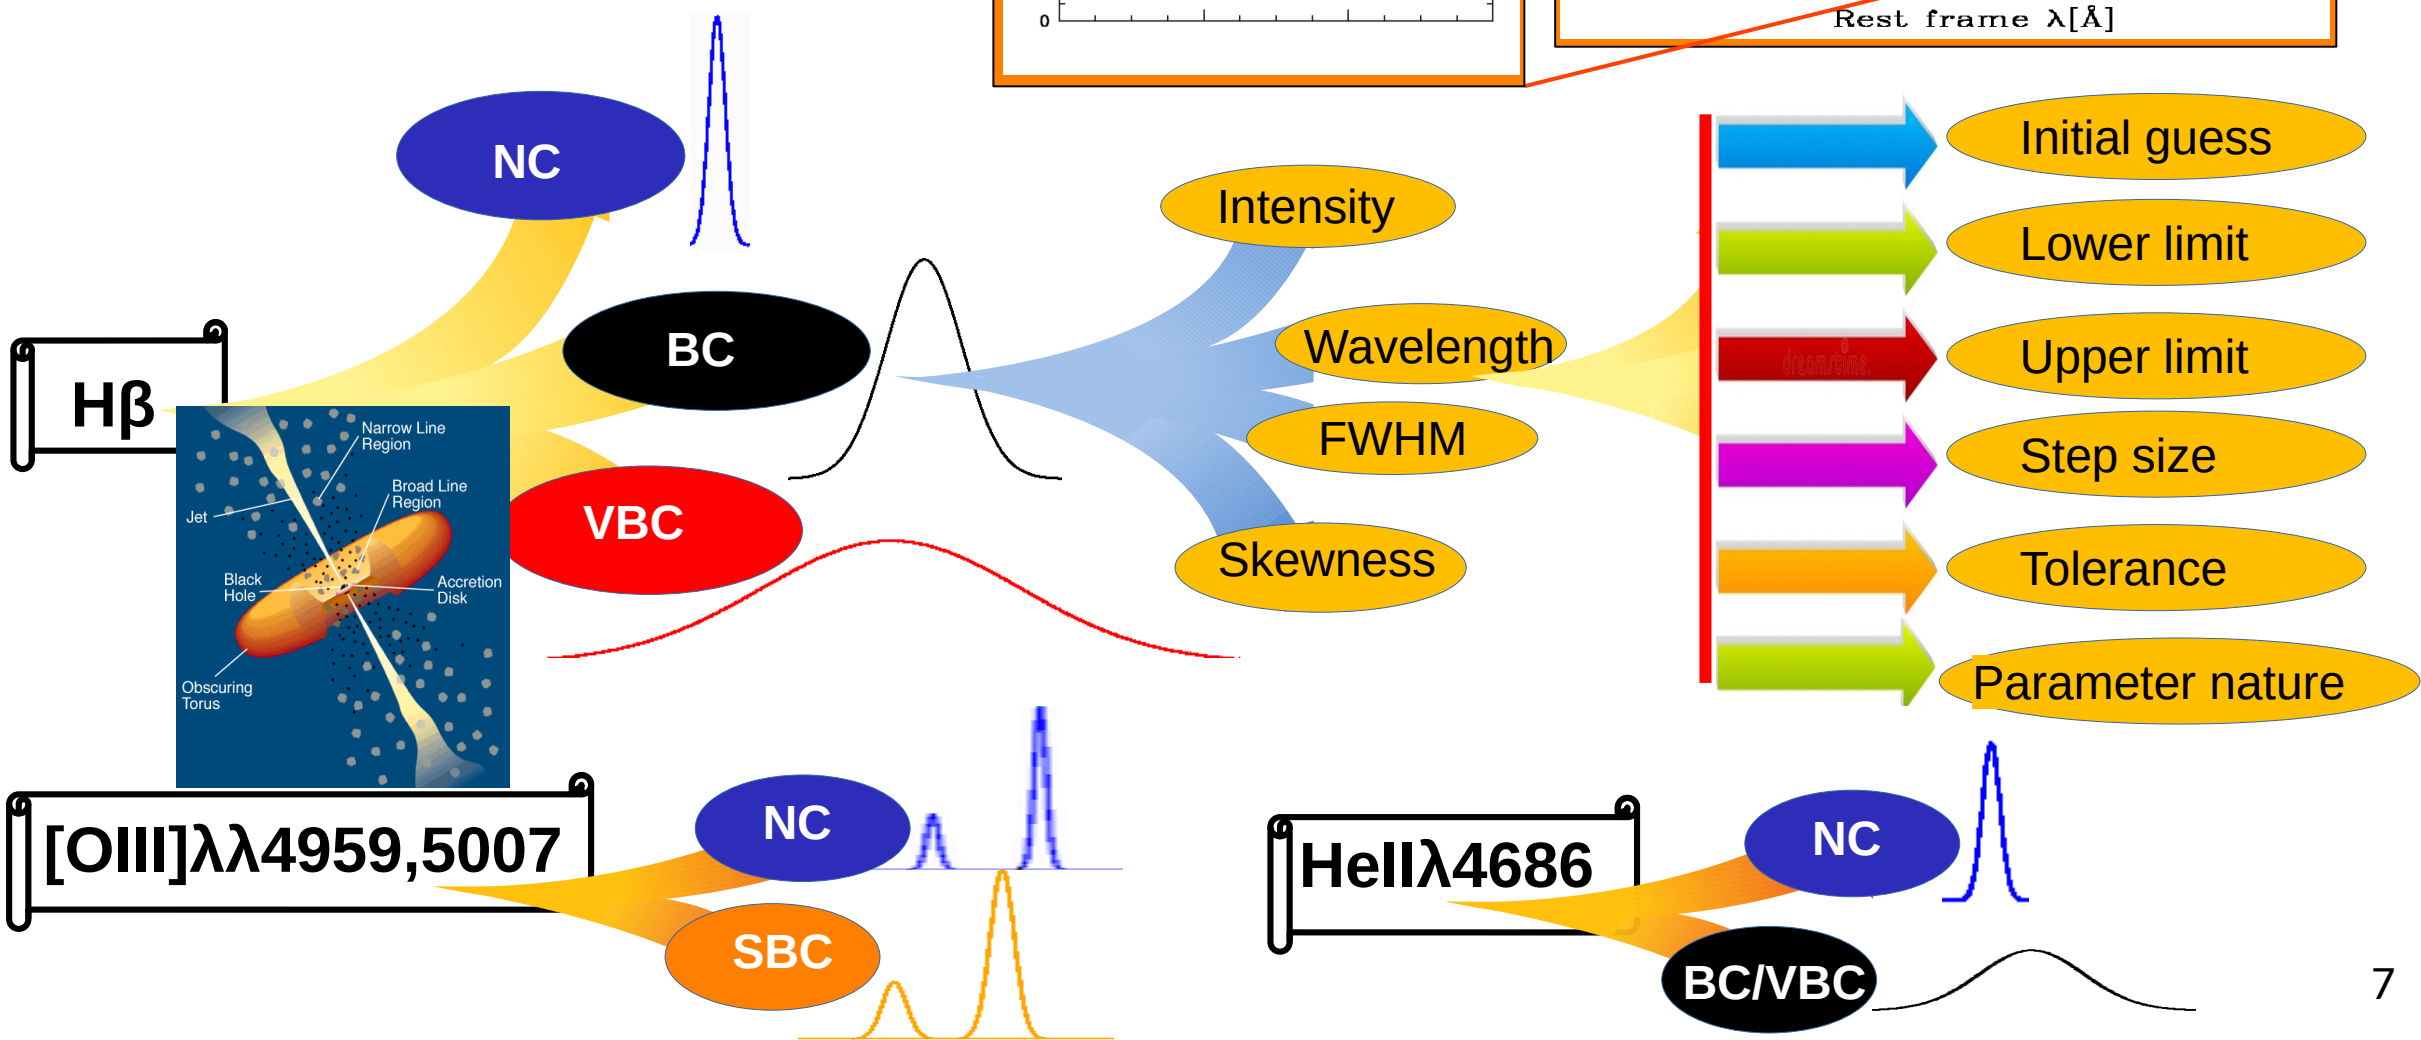 0
Rest frame λ[Å]
NC
Initial guess
Intensity
Lower limit
BC
Wavelength
Upper limit
Hβ
FWHM
Step size
VBC
Skewness
Tolerance
Parameter nature
Narrow Line
Region
Broad Line
Region
Jet
Black
Hole
Accretion
Disk
Obscuring
Torus
dreamstime.
[OIII]λλ4959,5007
NC
SBC
HeIIλ4686
NC
BC/VBC
7